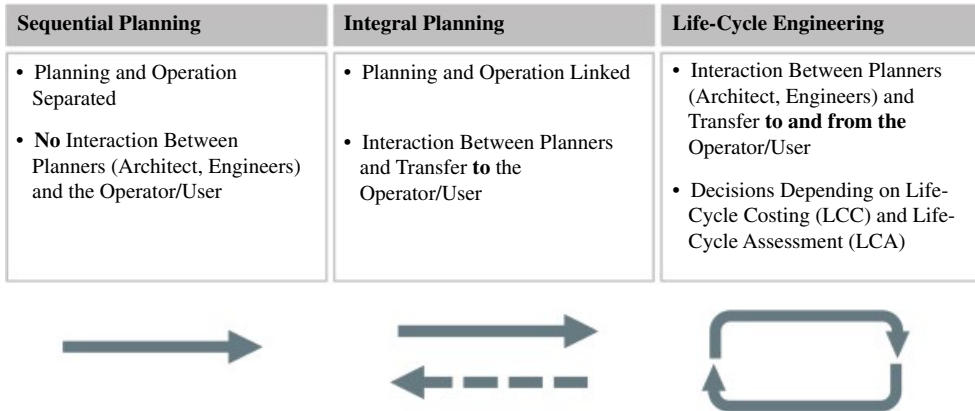 Sequential Planning
• Planning and Operation
Separated
• No Interaction Between
Planners (Architect, Engineers)
and the Operator/User
Integral Planning
• Planning and Operation Linked
• Interaction Between Planners
and Transfer to the
Operator/User
Life-Cycle Engineering
• Interaction Between Planners
(Architect, Engineers) and
Transfer to and from the
Operator/User
• Decisions Depending on Life-
Cycle Costing (LCC) and Life-
Cycle Assessment (LCA)